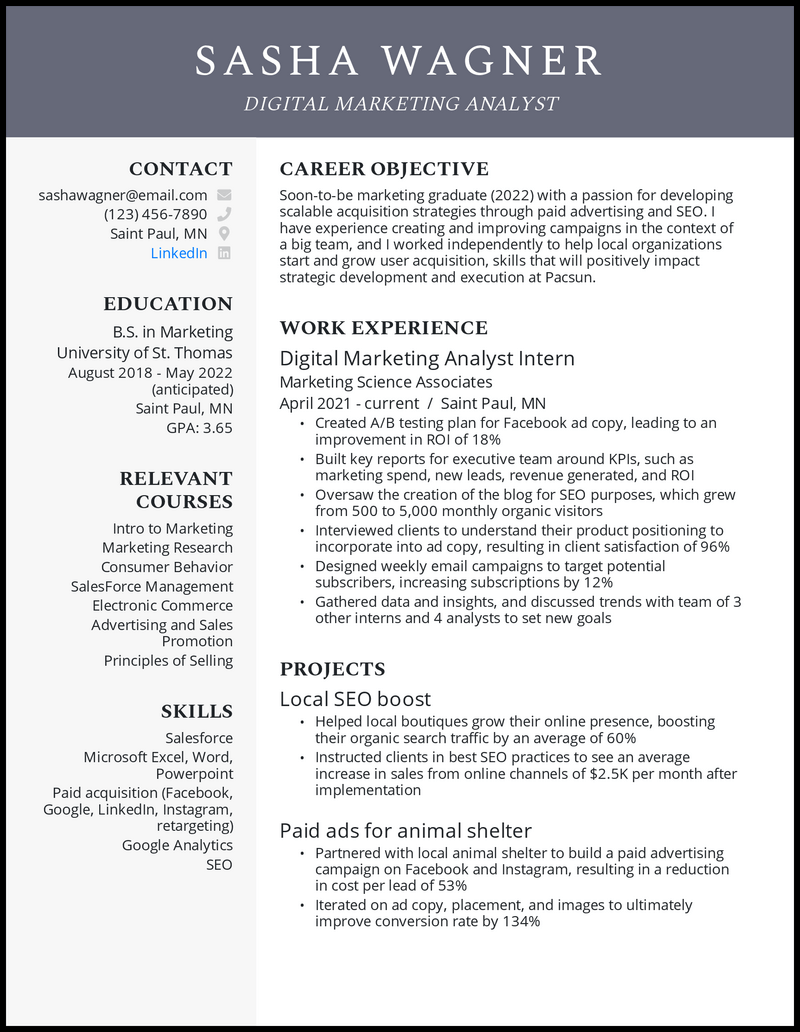 SASHA WAGNER
DIGITAL MARKETING ANALYST
CONTACT
sashawagner@email.com
(123) 456-7890
Saint Paul, MN
LinkedIn
EDUCATION
B.S. in Marketing
University of St. Thomas
August 2018 - May 2022
(anticipated)
Saint Paul, MN
GPA: 3.65
RELEVANT
COURSES
Intro to Marketing
Marketing Research
Consumer Behavior
SalesForce Management
Electronic Commerce
Advertising and Sales
Promotion
Principles of Selling
SKILLS
Salesforce
Microsoft Excel, Word,
Powerpoint
Paid acquisition (Facebook,
Google, LinkedIn, Instagram,
retargeting)
Google Analytics
SEO
CAREER OBJECTIVE
Soon-to-be marketing graduate (2022) with a passion for developing
scalable acquisition strategies through paid advertising and SEO. I
have experience creating and improving campaigns in the context of
a big team, and I worked independently to help local organizations
start and grow user acquisition, skills that will positively impact
strategic development and execution at Pacsun.
WORK EXPERIENCE
Digital Marketing Analyst Intern
Marketing Science Associates
April 2021 - current / Saint Paul, MN
• Created A/B testing plan for Facebook ad copy, leading to an
improvement in ROI of 18%
• Built key reports for executive team around KPIs, such as
marketing spend, new leads, revenue generated, and ROI
• Oversaw the creation of the blog for SEO purposes, which grew
from 500 to 5,000 monthly organic visitors
• Interviewed clients to understand their product positioning to
incorporate into ad copy, resulting in client satisfaction of 96%
• Designed weekly email campaigns to target potential
subscribers, increasing subscriptions by 12%
• Gathered data and insights, and discussed trends with team of 3
other interns and 4 analysts to set new goals
PROJECTS
Local SEO boost
• Helped local boutiques grow their online presence, boosting
their organic search traffic by an average of 60%
• Instructed clients in best SEO practices to see an average
increase in sales from online channels of $2.5K per month after
implementation
Paid ads for animal shelter
• Partnered with local animal shelter to build a paid advertising
campaign on Facebook and Instagram, resulting in a reduction
in cost per lead of 53%
• Iterated on ad copy, placement, and images to ultimately
improve conversion rate by 134%